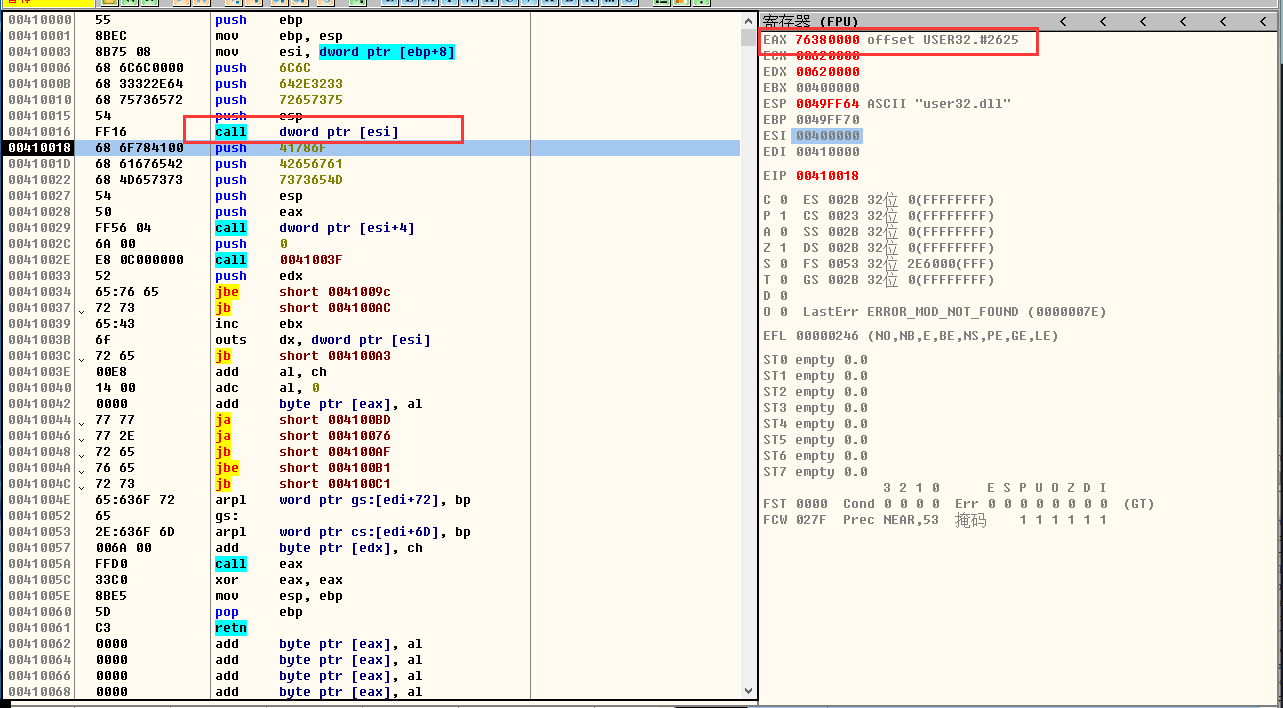 00410000 55 push ebp
00410001 8BEC mov ebp, esp
00410003 8B75 08 mov esi, dword ptr [ebp+8]
00410006 68 6C6C0000 push 6C6C
0041000B 68 33322E64 push 642E3233
00410010 68 75736572 push 72657375
00410015 54 push esp
00410016 FF16 call dword ptr [esi]
00410018 68 6F784100 push 41786F
0041001D 68 61676542 push 42656761
00410022 68 4D657373 push 7373654D
00410027 54 push esp
00410028 50 push eax
00410029 FF56 04 call dword ptr [esi+4]
0041002C 6A 00 push 0
0041002E E8 0C000000 call 0041003F
00410033 52 push edx
00410034 65:76 65 jbe short 0041009c
00410037 72 73 jb short 004100AC
00410039 65:43 inc ebx
0041003B 6f outs dx, dword ptr [esi]
0041003C 72 65 jb short 004100A3
0041003E 00E8 add al, ch
00410040 14 00 adc al, 0
00410042 0000 add byte ptr [eax], al
00410044 77 77 ja short 004100BD
00410046 77 2E ja short 00410076
00410048 72 65 jb short 004100AF
0041004A 76 65 jbe short 004100B1
0041004C 72 73 jb short 004100C1
0041004E 65:636F 72 arpl word ptr gs:[edi+72], bp
00410052 65 gs:
00410053 2E:636F 6D arpl word ptr cs:[edi+6D], bp
00410057 006A 00 add byte ptr [edx], ch
0041005A FFD0 call eax
0041005C 33C0 xor eax, eax
0041005E 8BE5 mov esp, ebp
00410060 5D pop ebp
00410061 C3 retn
00410062 0000 add byte ptr [eax], al
00410064 0000 add byte ptr [eax], al
00410066 0000 add byte ptr [eax], al
00410068 0000 add byte ptr [eax], al
寄存器 (FPU) < < < < < <
EAX 76380000 offset USER32.#2625
ECX 00620000
EDX 00620000
EBX 00400000
ESP 0049FF64 ASCII "user32.dll"
EBP 0049FF70
ESI 00400000
EDI 00410000
EIP 00410018
C 0 ES 002B 32位 0(FFFFFFFF)
P 1 CS 0023 32位 0(FFFFFFFF)
A 0 SS 002B 32位 0(FFFFFFFF)
Z 1 DS 002B 32位 0(FFFFFFFF)
S 0 FS 0053 32位 2E6000(FFF)
T 0 GS 002B 32位 0(FFFFFFFF)
D 0
O 0 LastErr ERROR_MOD_NOT_FOUND (0000007E)
EFL 00000246 (NO,NB,E,BE,NS,PE,GE,LE)
ST0 empty 0.0
ST1 empty 0.0
ST2 empty 0.0
ST3 empty 0.0
ST4 empty 0.0
ST5 empty 0.0
ST6 empty 0.0
ST7 empty 0.0
3 2 1 0 E S P U O Z D I
FST 0000 Cond 0 0 0 0 Err 0 0 0 0 0 0 0 0 (GT)
FCW 027F Prec NEAR,53 掩码 1 1 1 1 1 1